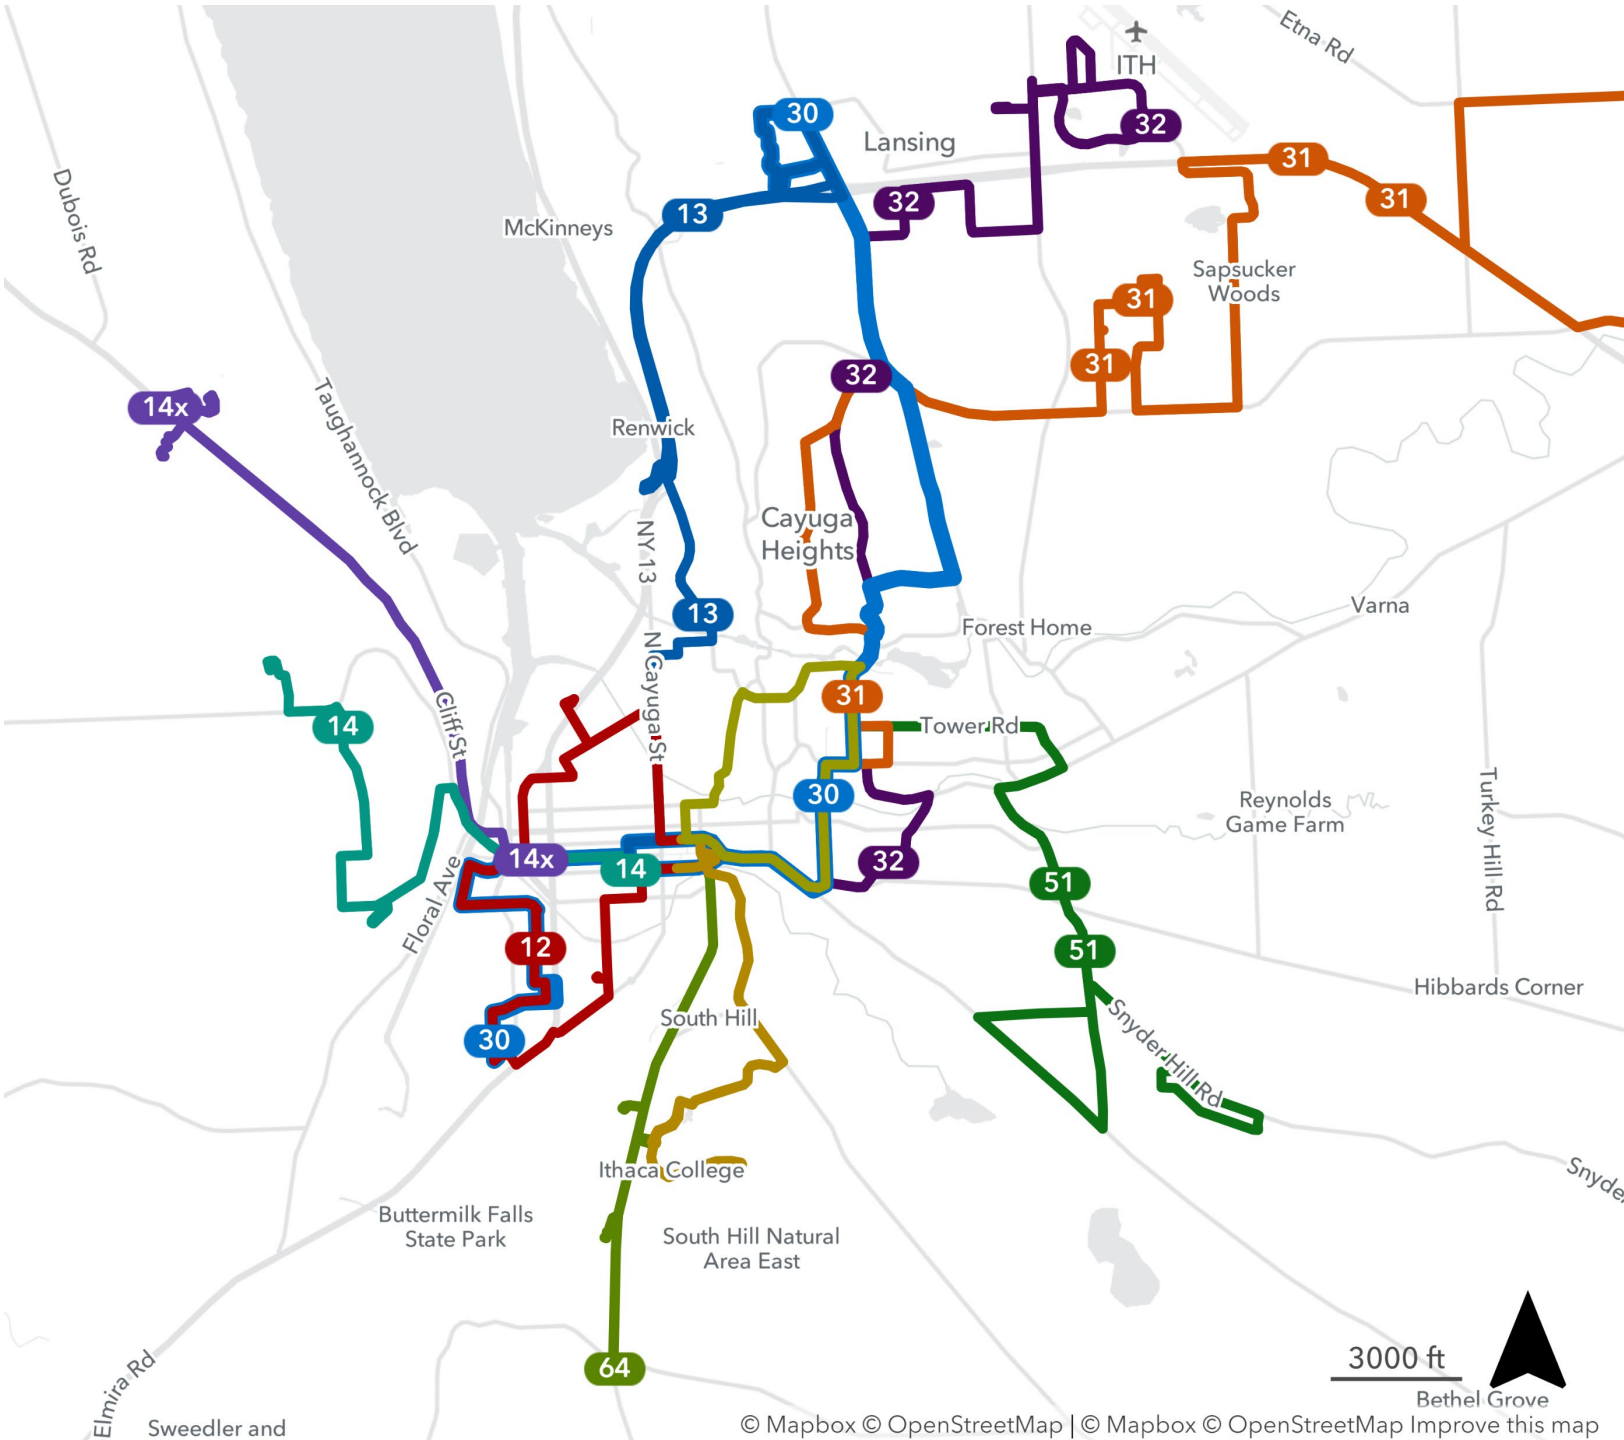 Etna Rd
ITH
30
Lansing
32
31
31
32
13
Dubois Rd
McKinneys
Sapsucker
Woods
31
31
32
14x
Taughannock Blvd
Renwick
Cayuga
Heights
NY 13
13
Varna
Forest Home
N Cayuga St
31
Cliff St
14
Tower Rd
30
Reynolds
Game Farm
Turkey Hill Rd
14x
14
32
Floral Ave
51
12
51
Hibbards Corner
South Hill
30
Snyder Hill Rd
Ithaca College
Snyde
Buttermilk Falls
State Park
South Hill Natural
Area East
64
3000 ft
Elmira Rd
Bethel Grove
Sweedler and
© Mapbox © OpenStreetMap | © Mapbox © OpenStreetMap Improve this map